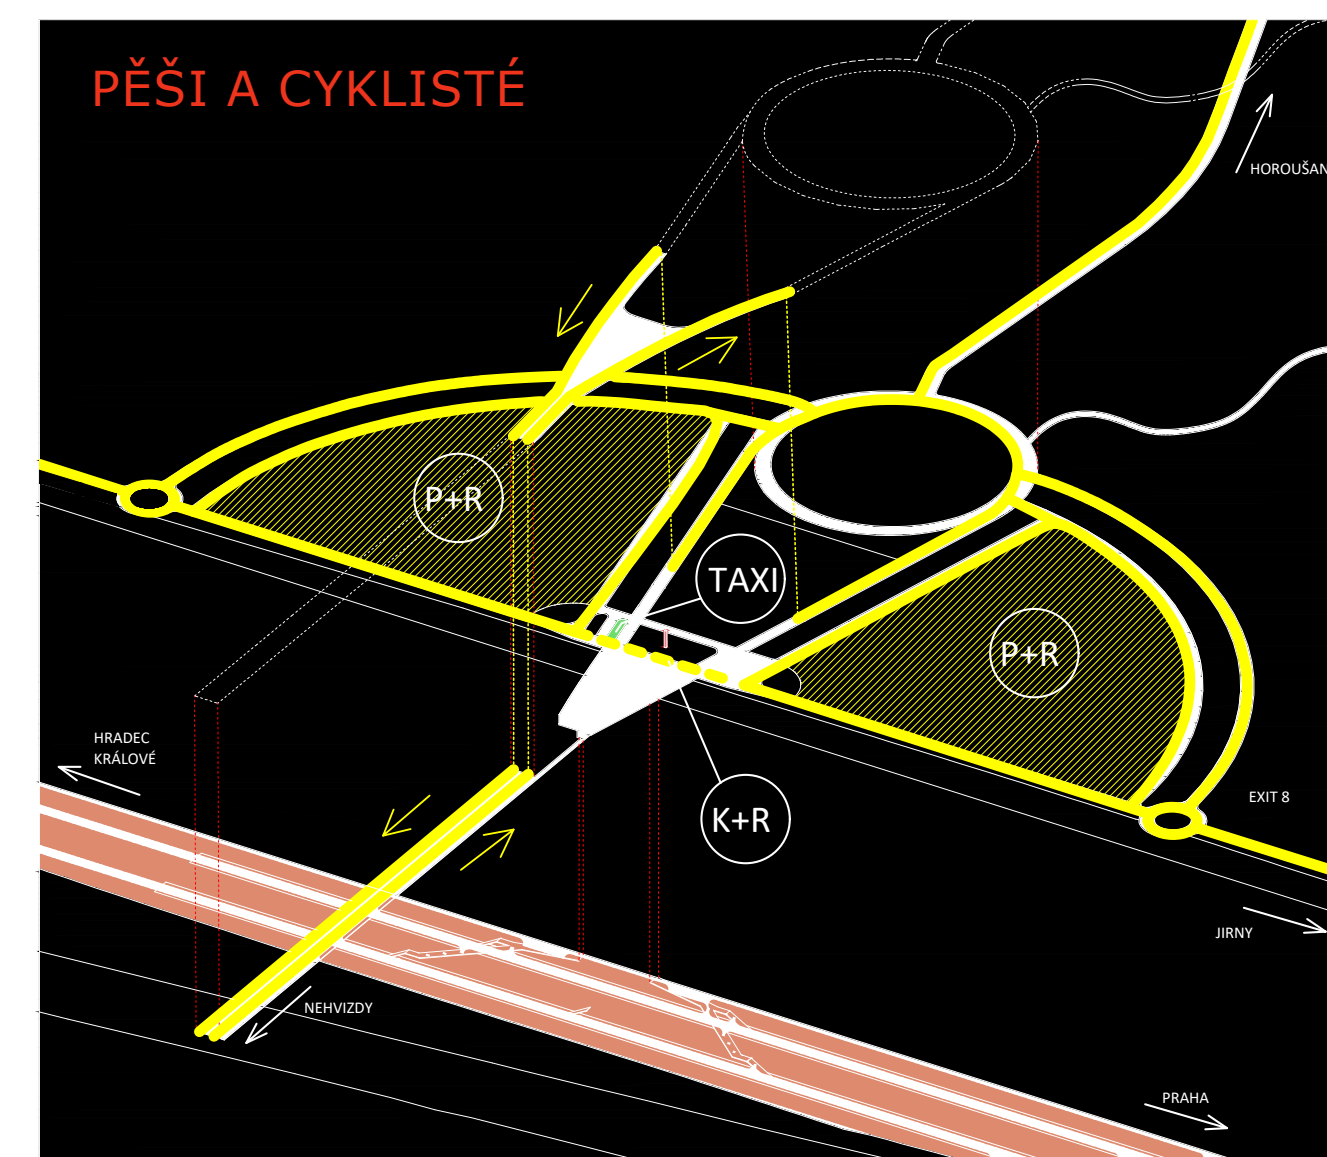 PĚŠI A CYKLISTÉ
HOROUŠAN
P+R
TAXI
P+R
HRADEC
KRÁLOVÉ
EXIT 8
K+R
JIRNY
NEHVIZDY
PRAHA